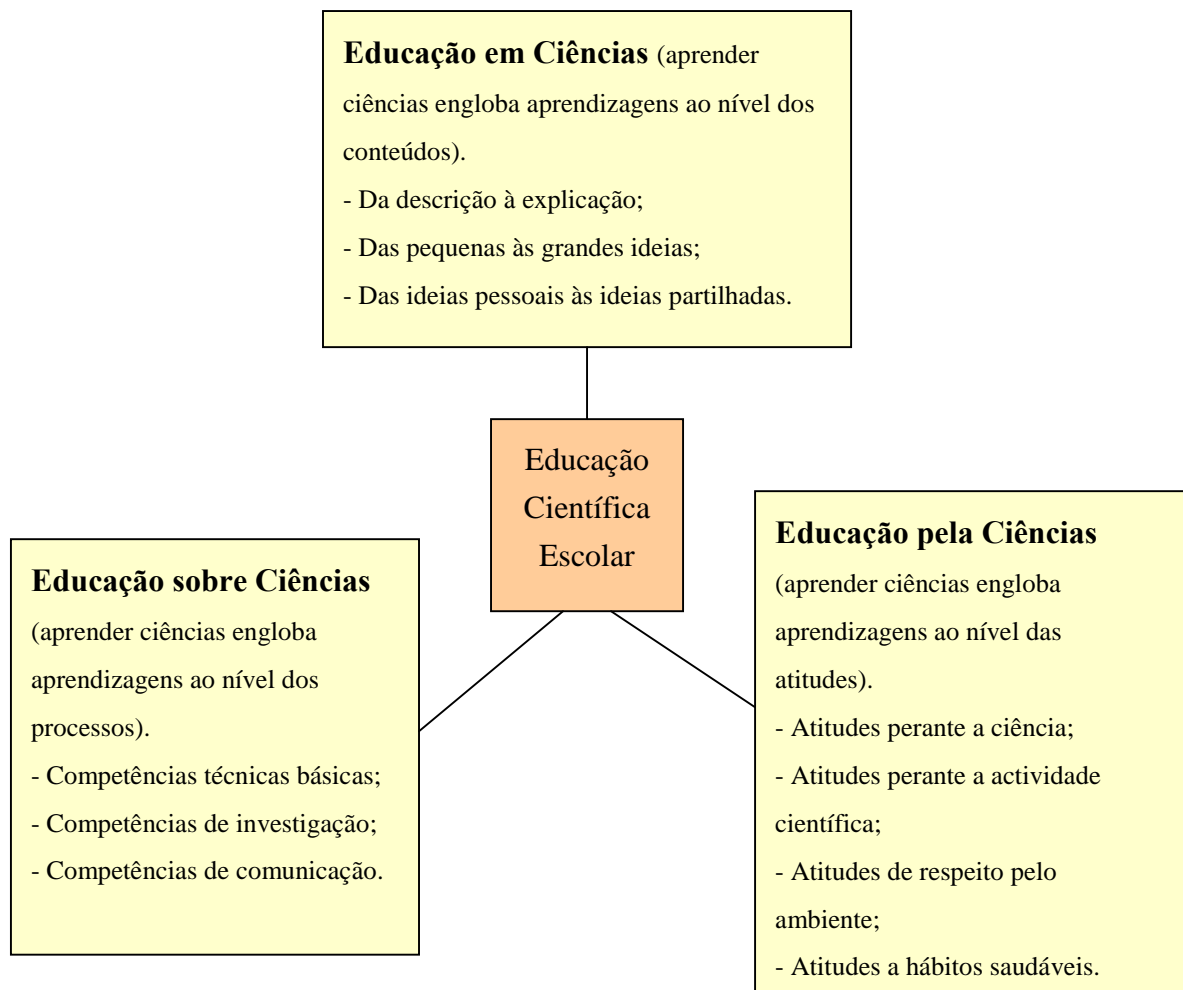 Educação em Ciências (aprender
ciências engloba aprendizagens ao nível dos
conteúdos).
- Da descrição à explicação;
- Das pequenas às grandes ideias;
- Das ideias pessoais às ideias partilhadas.
Educação
Científica
Escolar
Educação sobre Ciências
(aprender ciências engloba
aprendizagens ao nível dos
processos).
- Competências técnicas básicas;
- Competências de investigação;
- Competências de comunicação.
Educação pela Ciências
(aprender ciências engloba
aprendizagens ao nível das
atitudes).
- Atitudes perante a ciência;
- Atitudes perante a actividade
científica;
- Atitudes de respeito pelo
ambiente;
- Atitudes a hábitos saudáveis.